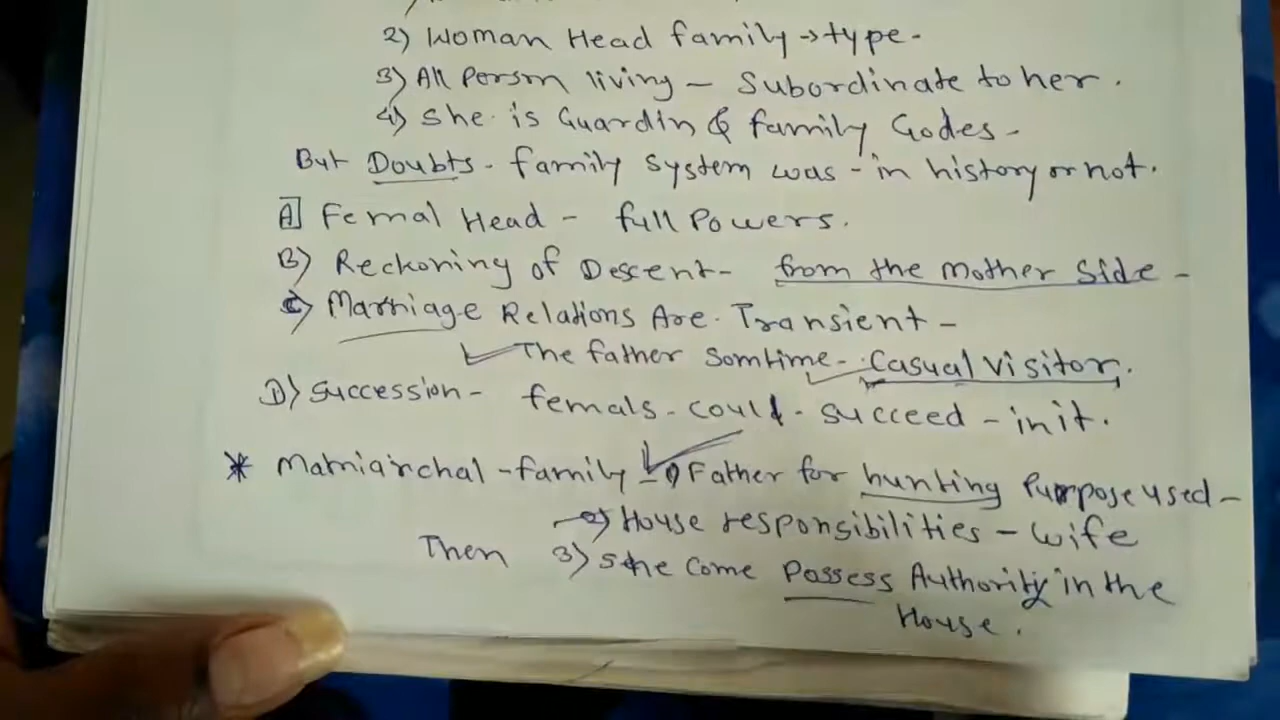 2) Woman Head family → type -
3) All Person living - Subordinate to her .
4) She is Guardin & family Godes -
But Doubts - family System was - in history or not .
A] Femal Head - full Powers .
B) Reckoning of Descent - from the Mother Side -
C) Marriage Relations Are Transient -
The father Somtime - Casual Visitor .
D) Succession - femals - could - succeed - in it .
* Matriarchal - family - 1) Father for hunting Purpose used -
2) House responsibilities - wife
Then 3) She Come Possess Authority in the
House .